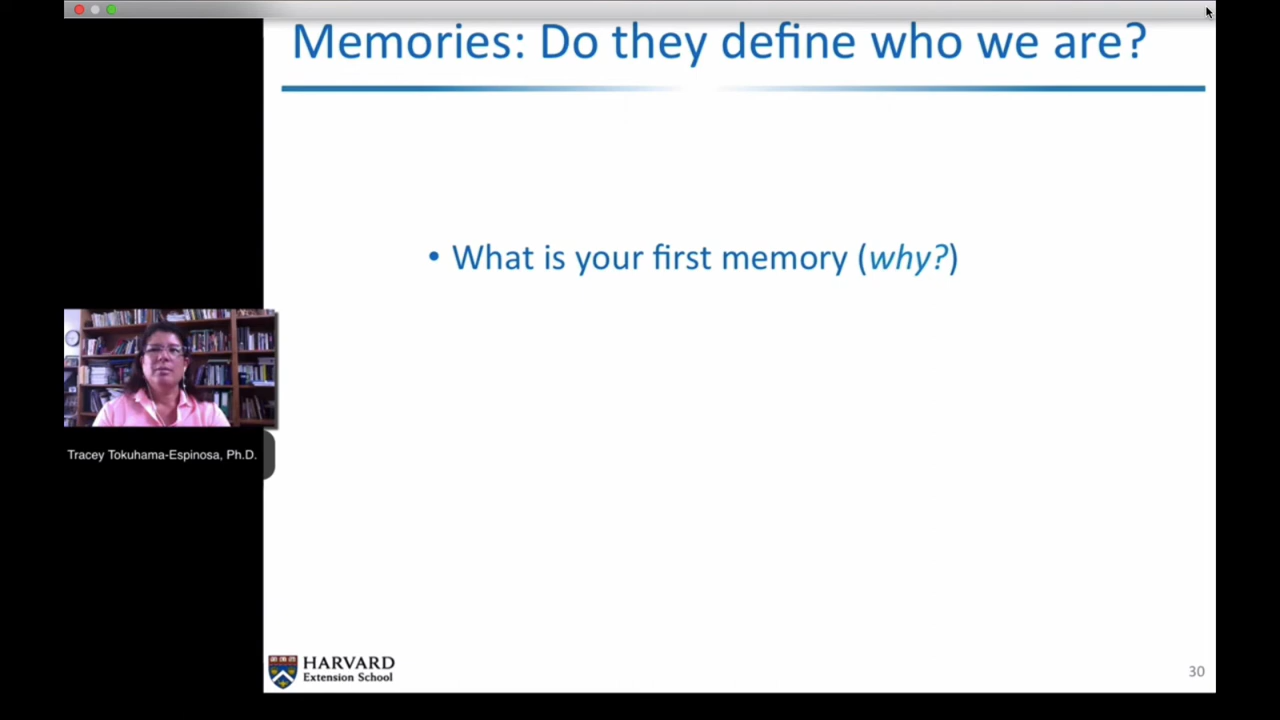 Memories: Do they define who we are?
• What is your first memory (why?)
Tracey Tokuhama-Espinosa, Ph.D.
HARVARD
Extension School
30